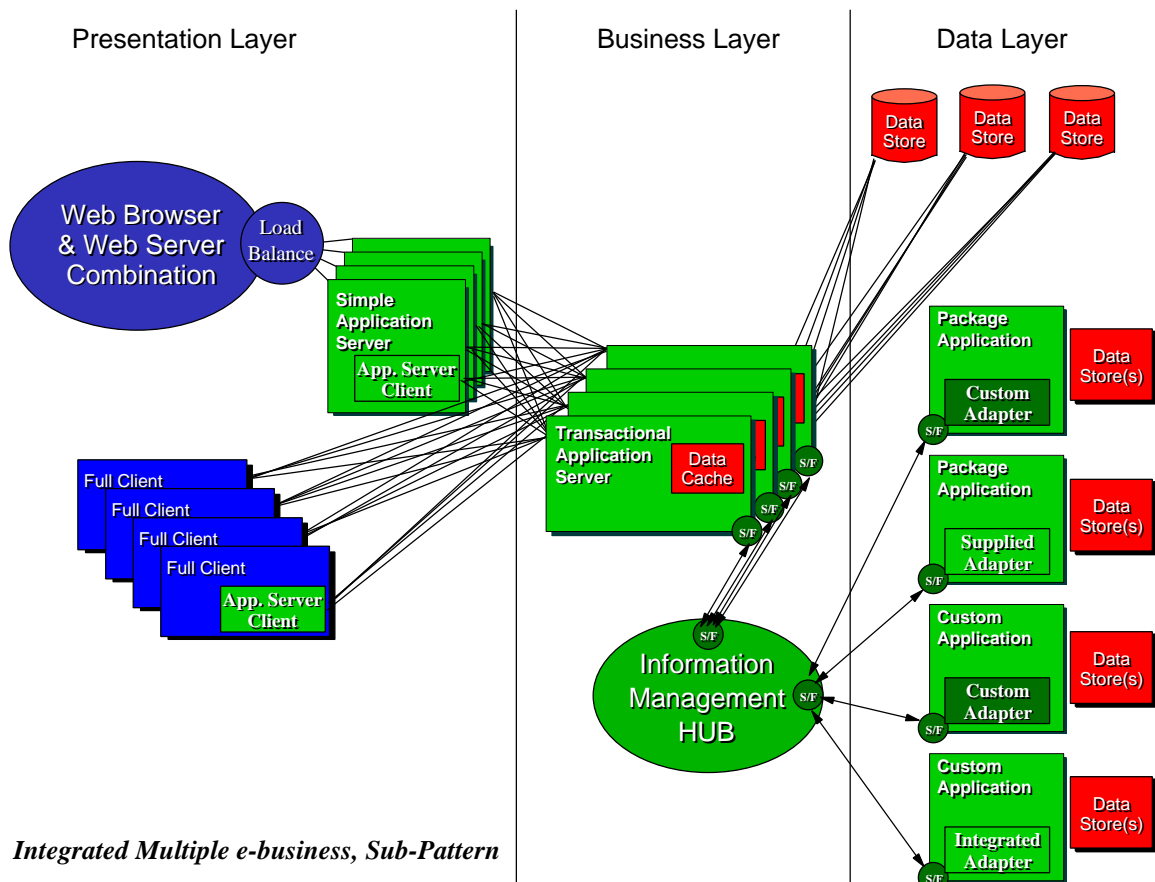 Presentation Layer
Business Layer
Data Layer
Data
Store
Data
Store
Data
Store
Web Browser
& Web Server
Combination
Load
Balance
Simple
Application
Server
App. Server
Client
Full Client
Full Client
Full Client
Full Client
App. Server
Client
Transactional
Application
Server
Data
Cache
S/F
S/F
S/F
S/F
S/F
Information
Management
HUB
S/F
Package
Application
Custom
Adapter
S/F
Data
Store(s)
Package
Application
Supplied
Adapter
S/F
Data
Store(s)
Custom
Application
Custom
Adapter
S/F
Data
Store(s)
Custom
Application
Integrated
Adapter
S/F
Data
Store(s)
Integrated Multiple e-business, Sub-Pattern